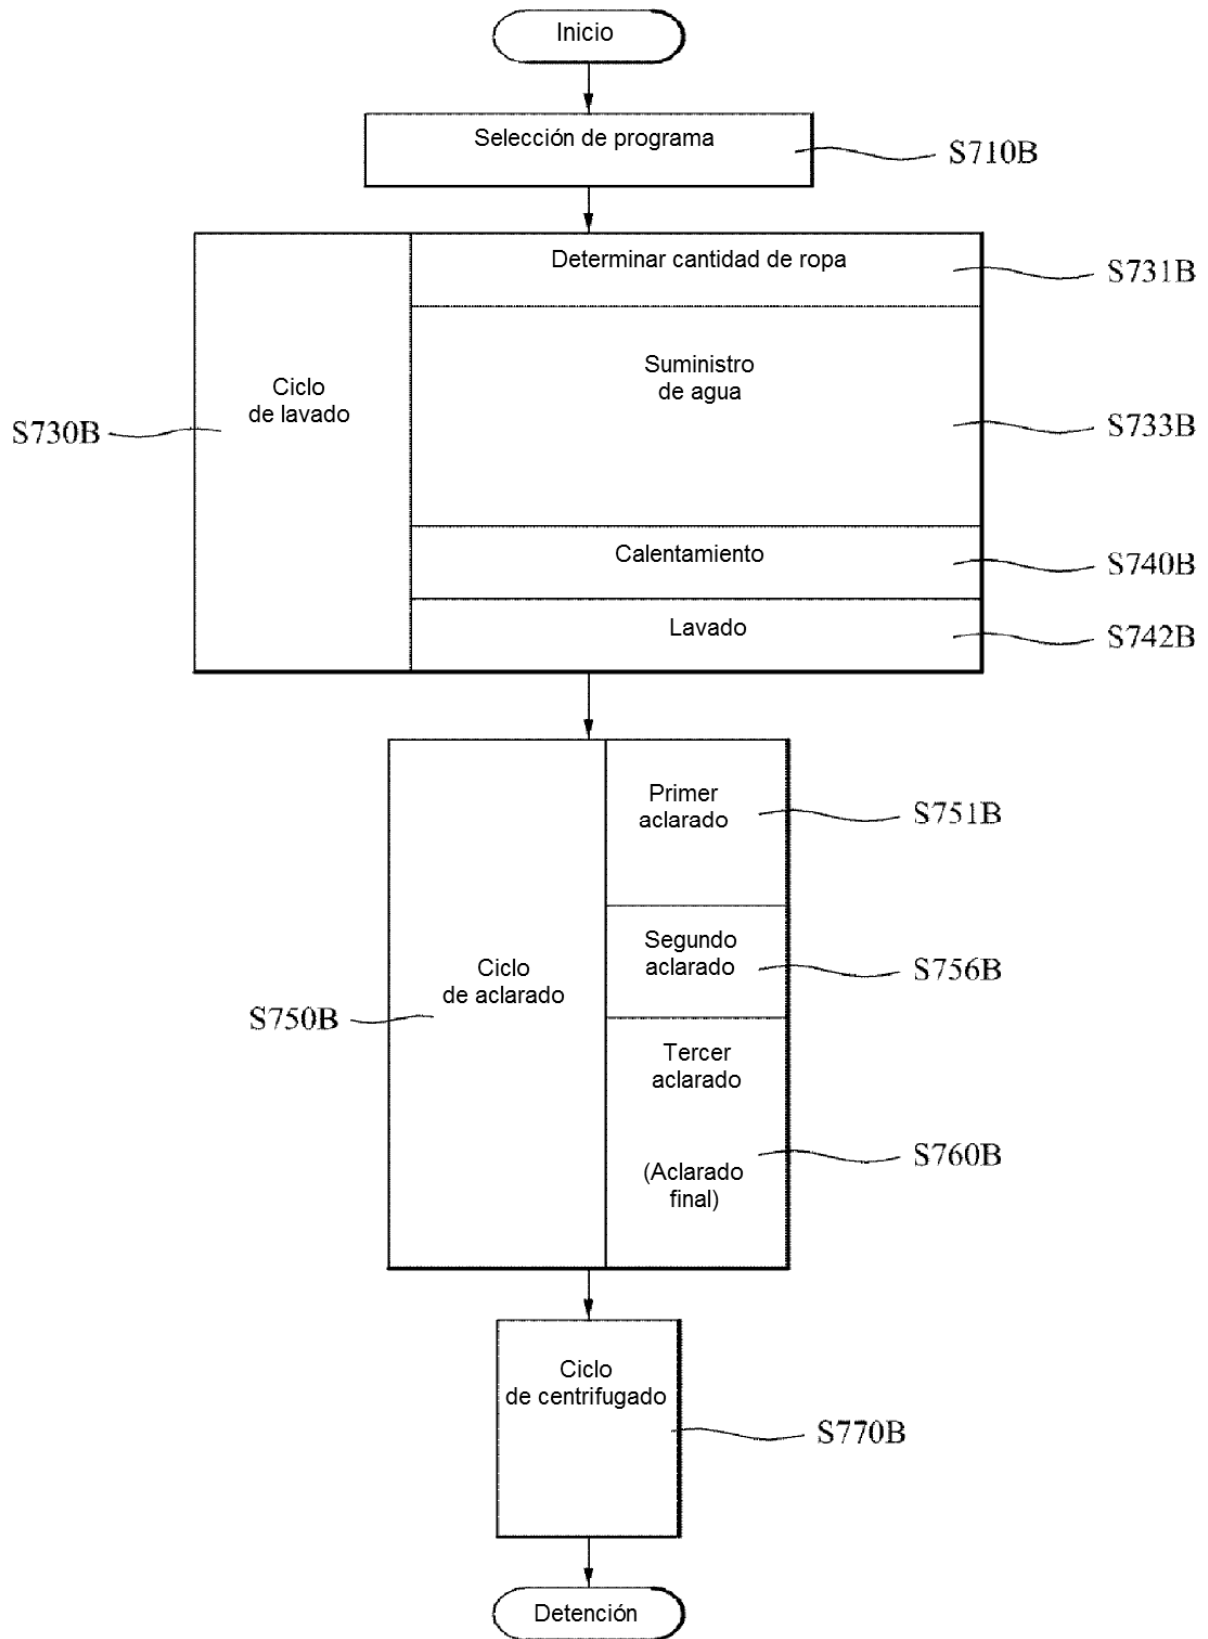 Inicio
Selección de programa
S710B
Determinar cantidad de ropa
S731B
Suministro
de agua
Ciclo
de lavado
S730B
S733B
Calentamiento
S740B
Lavado
S742B
Primer
aclarado
S751B
Segundo
aclarado
S756B
Ciclo
de aclarado
S750B
Tercer
aclarado
(Aclarado
final)
S760B
Ciclo
de centrifugado
S770B
Detención